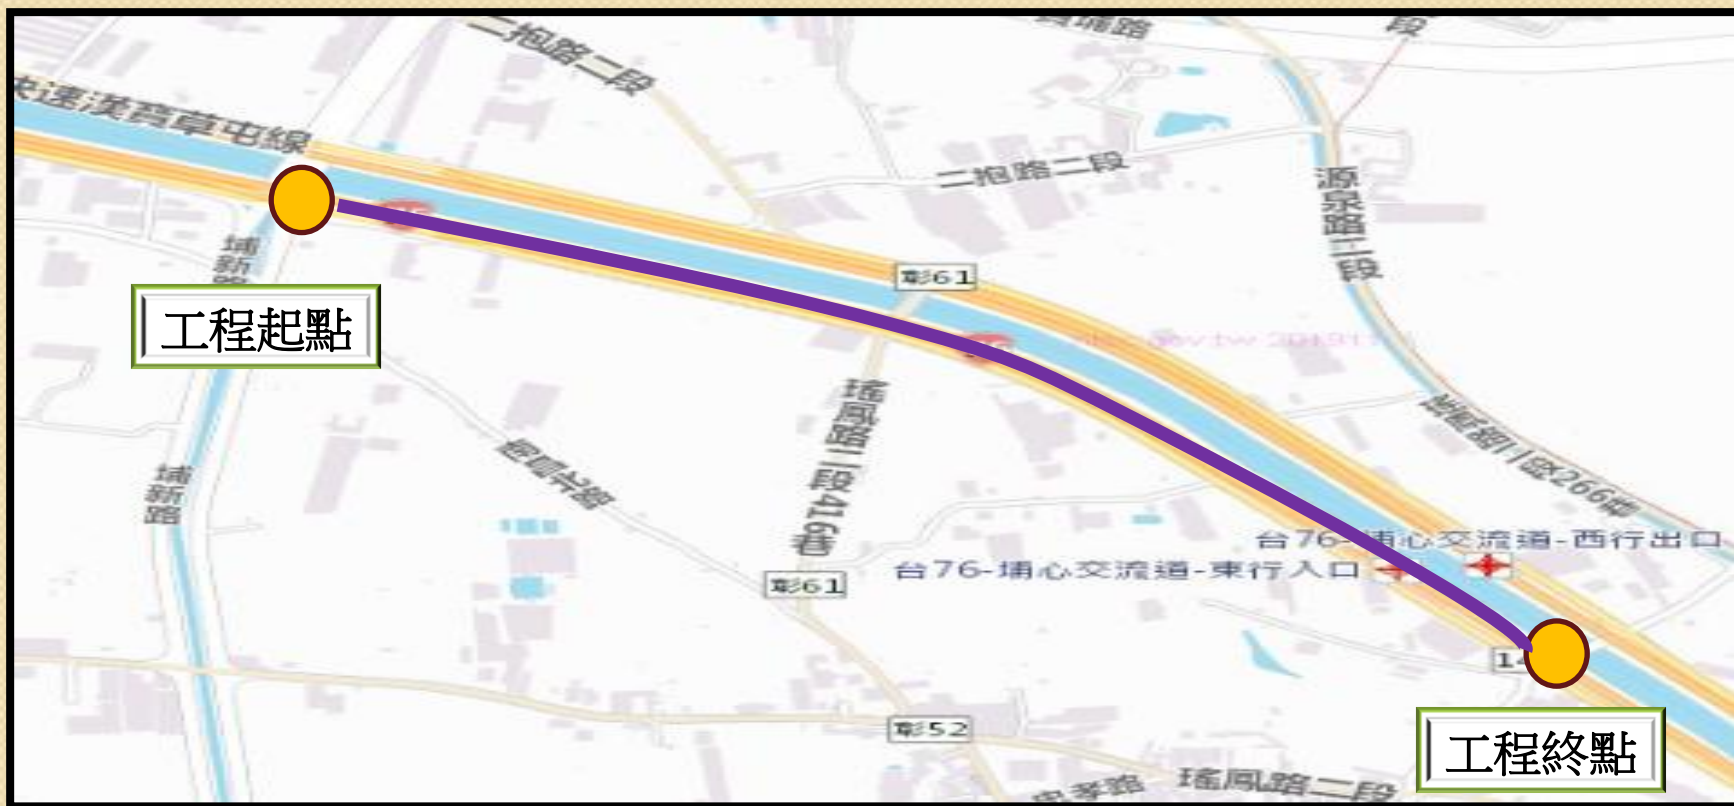 二抱路二段
快速漢寶草屯線
二抱路二段
源泉路二段
埔新路
彰61
工程起點
瑤鳳路二段416巷
埔新路
台76-埔心交流道-西行出口
台76-埔心交流道-東行入口
彰61
彰52
工程終點
忠孝路
瑤鳳路二段